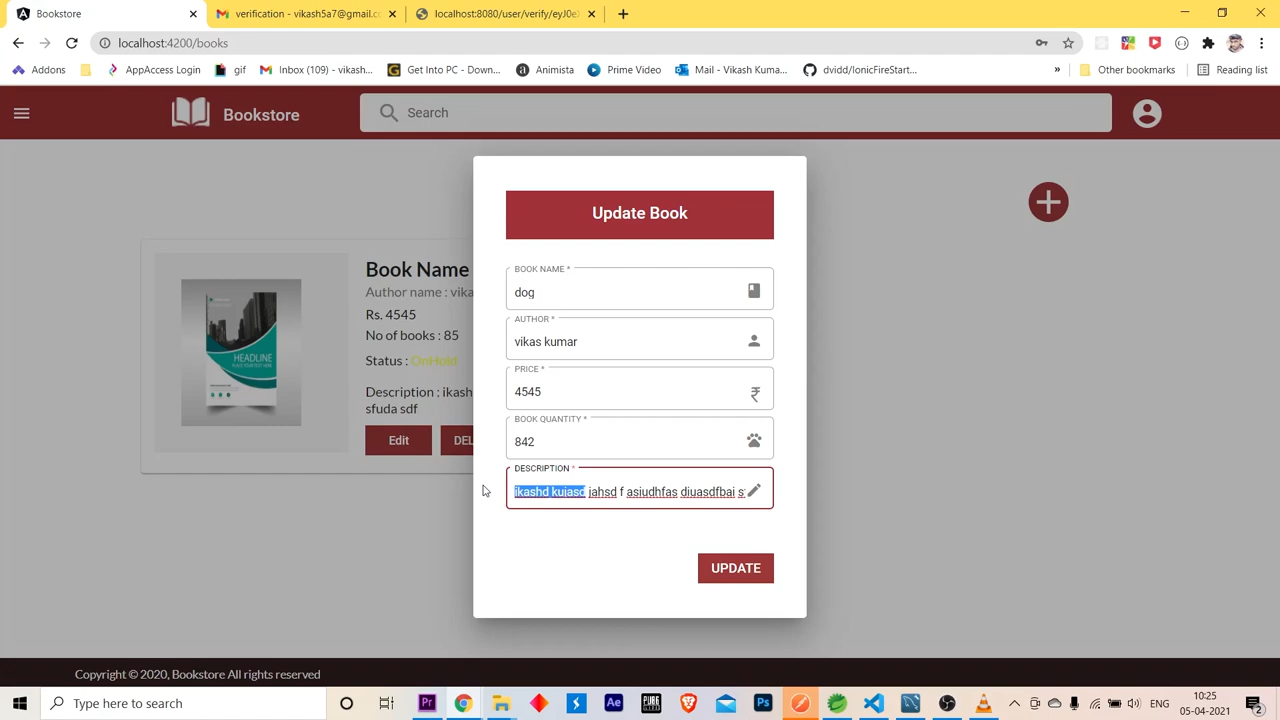 Bookstore
verification - vikash5a7@gmail.c
localhost:8080/user/verify/eyJ0e
localhost:4200/books
Addons
AppAccess Login
gif
Inbox (109) - vikash...
Get Into PC - Down...
Animista
Prime Video
Mail - Vikash Kuma...
dvidd/IonicFireStart...
»
Other bookmarks
Reading list
Bookstore
Search
Update Book
BOOK NAME *
dog
AUTHOR *
vikas kumar
PRICE *
4545
BOOK QUANTITY *
842
DESCRIPTION *
ikashd kujasd jahsd f asiudhfas diuasdfbai s
UPDATE
Book Name
Author name : vika
Rs. 4545
No of books : 85
Status : OnHold
Description : ikash
sfuda sdf
Edit
DEL
HEADLINE
Copyright © 2020, Bookstore All rights reserved
Type here to search
ENG
10:25
05-04-2021
2